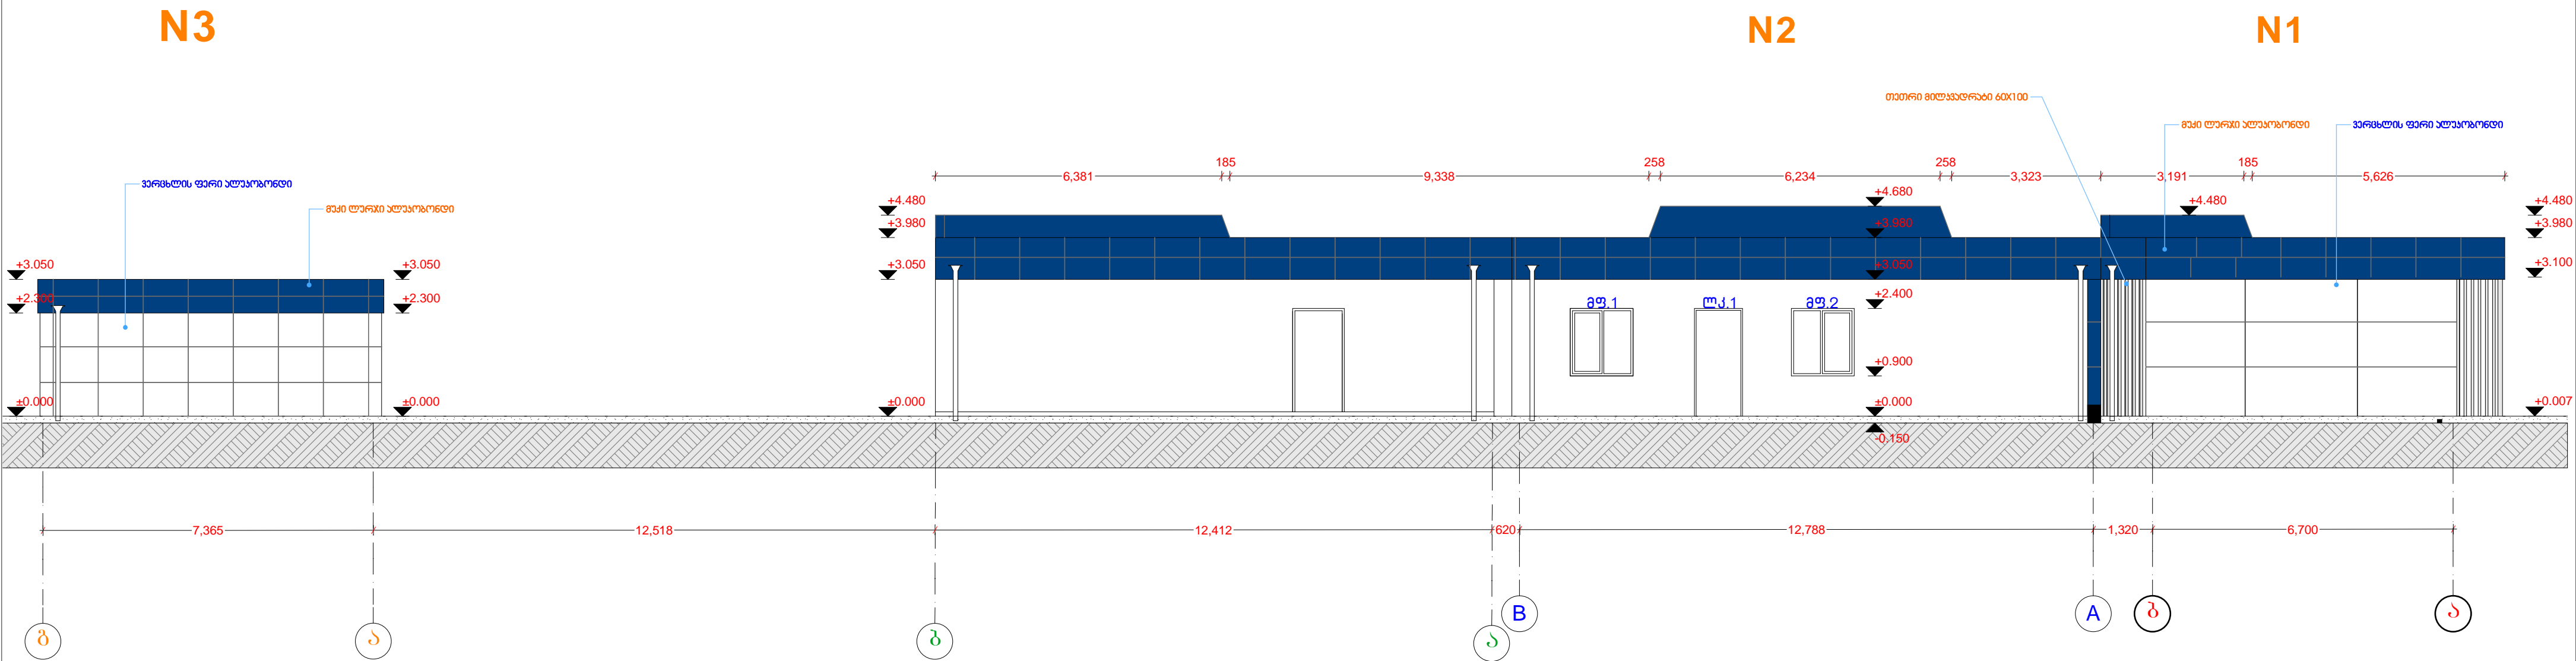 N3
N2
N1
თეთრი მილკვადრატი 60X100
მუქი ლურჯი ალუკობონდი
ვერცხლის ფერი ალუკობონდი
185
258
258
185
6,381
9,338
6,234
3,323
3,191
5,626
ვერცხლის ფერი ალუკობონდი
მუქი ლურჯი ალუკობონდი
+4.480
+4.680
+4.480
+4.480
+3.980
+3.980
+3.980
+3.050
+3.050
+3.050
+3.050
+3.100
+2.300
+2.300
+2.400
მფ.1
ლკ.1
მფ.2
+0.900
±0.000
±0.000
±0.000
±0.000
+0.007
-0.150
7,365
12,518
12,412
620
12,788
1,320
6,700
B
A
ბ
ა
ა
ბ
ა